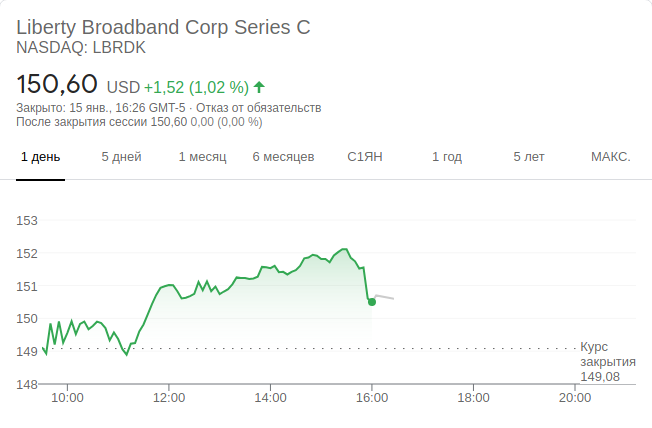 Liberty Broadband Corp Series C
NASDAQ: LBRDK
150,60 USD +1,52 (1,02 %)
Закрыто: 15 янв., 16:26 GMT-5 · Отказ от обязательств
После закрытия сессии 150,60 0,00 (0,00 %)
1 день 5 дней 1 месяц 6 месяцев С1ЯН 1 год 5 лет МАКС.
153
152
151
150
149
148
Курс
закрытия
149,08
10:00 12:00 14:00 16:00 18:00 20:00